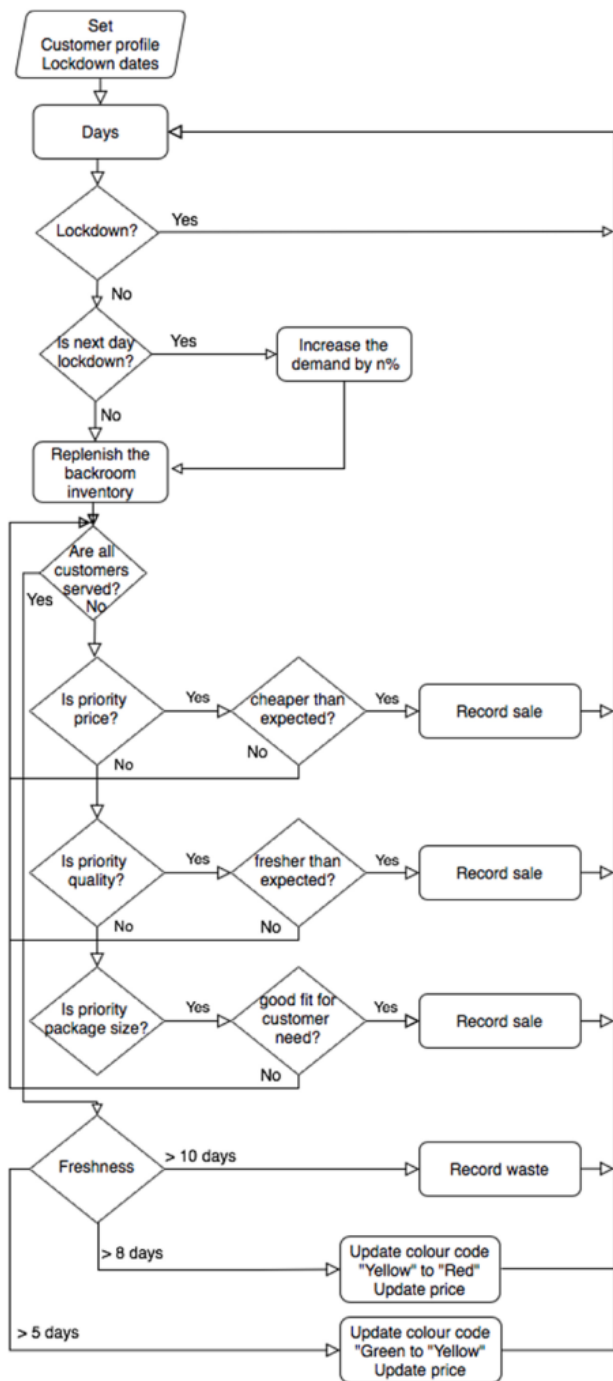 Set
Customer profile
Lockdown dates
Days
Lockdown?
Yes
No
Is next day
lockdown?
Yes
Increase the
demand by n%
No
Replenish the
backroom
inventory
Are all
customers
served?
Yes
No
Is priority
price?
Yes
cheaper than
expected?
Yes
Record sale
No
No
Is priority
quality?
Yes
fresher than
expected?
Yes
Record sale
No
No
Is priority
package size?
Yes
good fit for
customer
need?
Yes
Record sale
No
Freshness
> 10 days
Record waste
> 8 days
Update colour code
"Yellow" to "Red"
Update price
> 5 days
Update colour code
"Green to "Yellow"
Update price